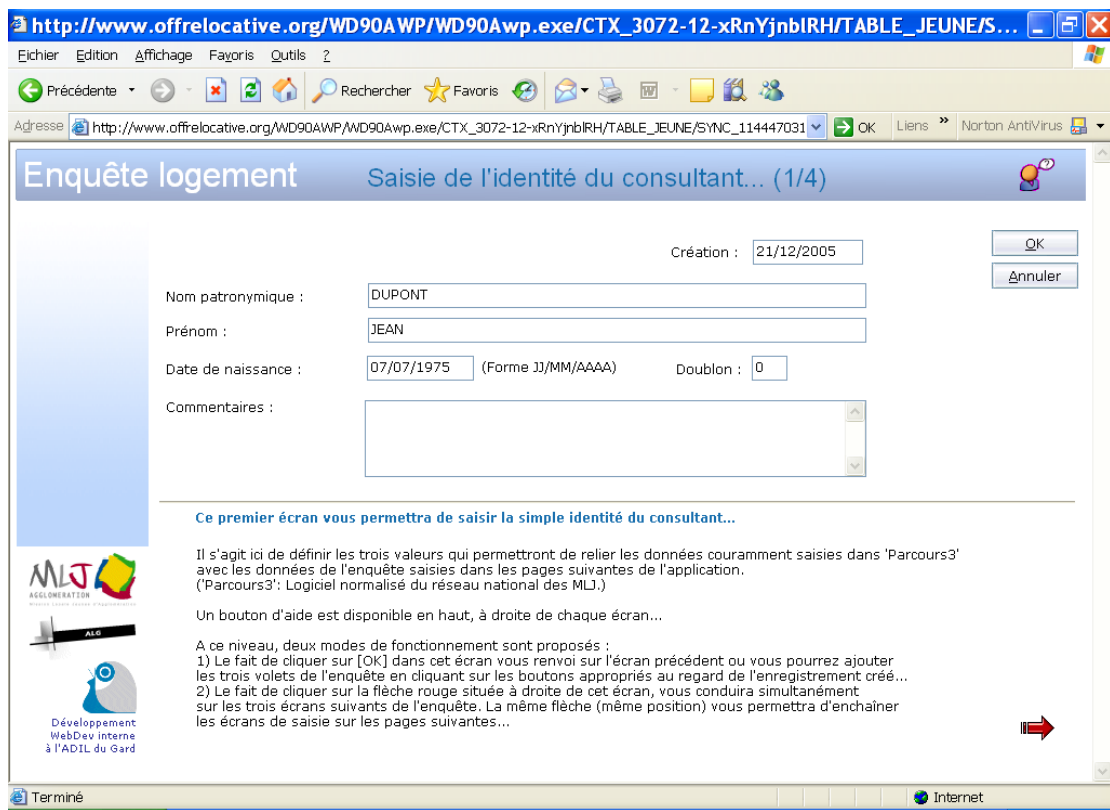 http://www.offrelocative.org/WD90AWP/WD90Awp.exe/CTX_3072-12-xRnYjnblRH/TABLE_JEUNE/S...
Eichier Edition Affichage Favoris Outils ?
Précédente Rechercher Favoris
Adresse http://www.offrelocative.org/WD90AWP/WD90Awp.exe/CTX_3072-12-xRnYjnblRH/TABLE_JEUNE/SYNC_114447031 OK Liens » Norton AntiVirus
Enquête logement Saisie de l'identité du consultant... (1/4)
Création : 21/12/2005 OK
Annuler
Nom patronymique : DUPONT
Prénom : JEAN
Date de naissance : 07/07/1975 (Forme JJ/MM/AAAA) Doublon : 0
Commentaires :
Ce premier écran vous permettra de saisir la simple identité du consultant...
Il s'agit ici de définir les trois valeurs qui permettront de relier les données couramment saisies dans 'Parcours3'
avec les données de l'enquête saisies dans les pages suivantes de l'application.
('Parcours3': Logiciel normalisé du réseau national des MLJ.)
Un bouton d'aide est disponible en haut, à droite de chaque écran...
A ce niveau, deux modes de fonctionnement sont proposés :
1) Le fait de cliquer sur [OK] dans cet écran vous renvoi sur l'écran précédent ou vous pourrez ajouter
les trois volets de l'enquête en cliquant sur les boutons appropriés au regard de l'enregistrement créé...
2) Le fait de cliquer sur la flèche rouge située à droite de cet écran, vous conduira simultanément
sur les trois écrans suivants de l'enquête. La même flèche (même position) vous permettra d'enchaîner
les écrans de saisie sur les pages suivantes...
MLJ
AGGLOMERATION
ALG
Développement
WebDev interne
à l'ADIL du Gard
Terminé Internet